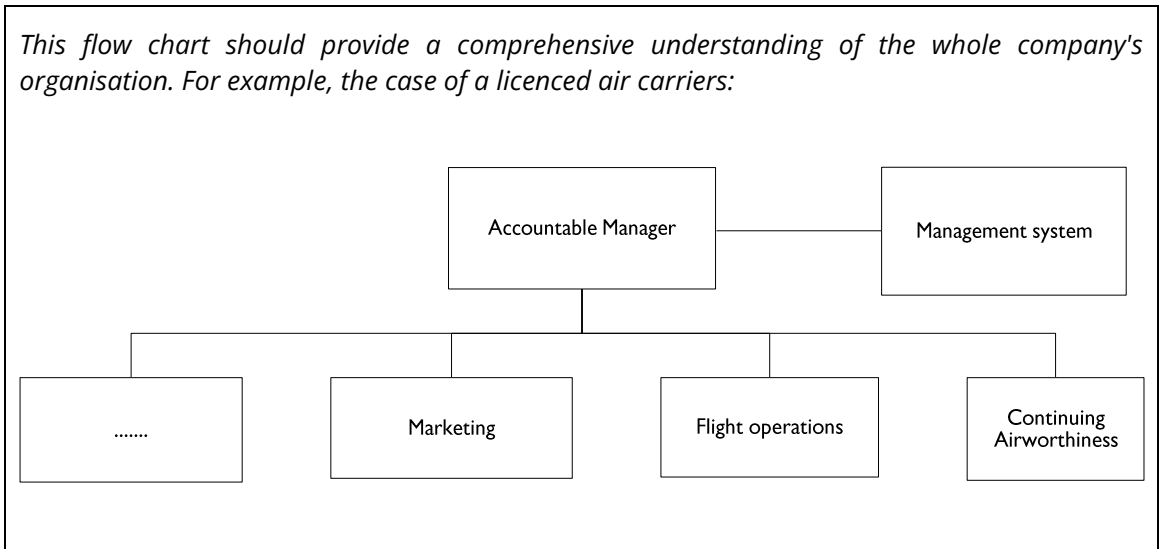 This flow chart should provide a comprehensive understanding of the whole company's
organisation. For example, the case of a licenced air carriers:
Accountable Manager
Management system
.......
Marketing
Flight operations
Continuing
Airworthiness